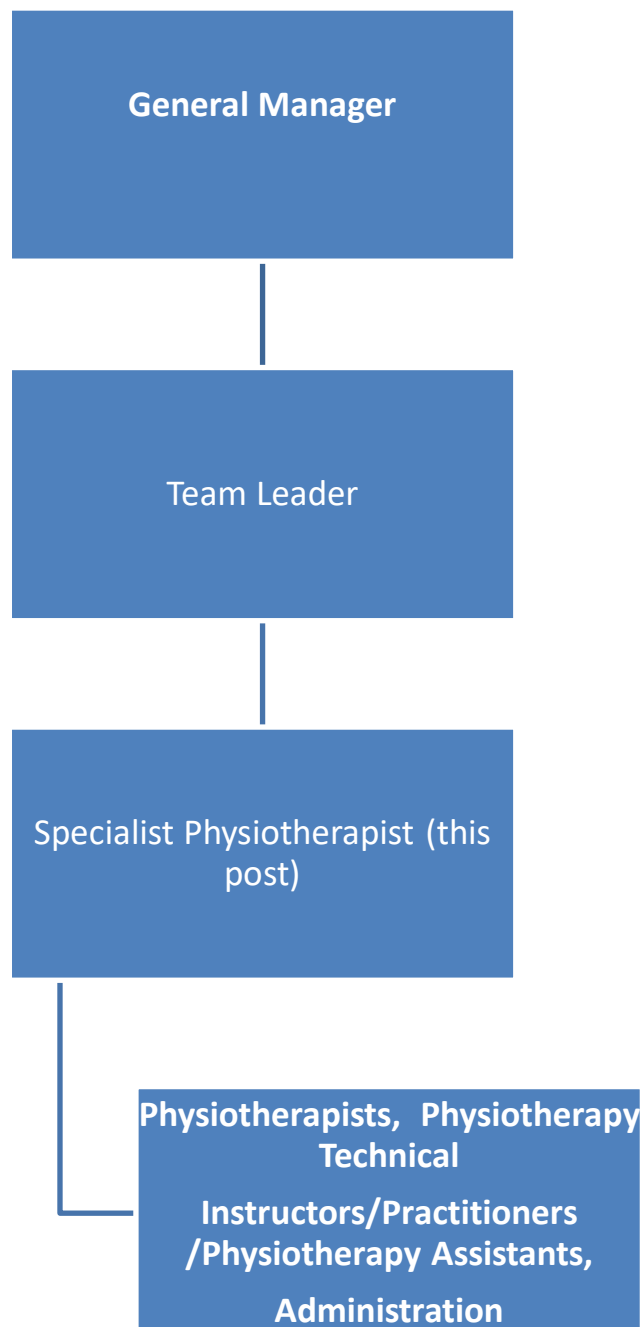 General Manager
Team Leader
Specialist Physiotherapist (this
post)
Physiotherapists, Physiotherapy
Technical
Instructors/Practitioners
/Physiotherapy Assistants,
Administration